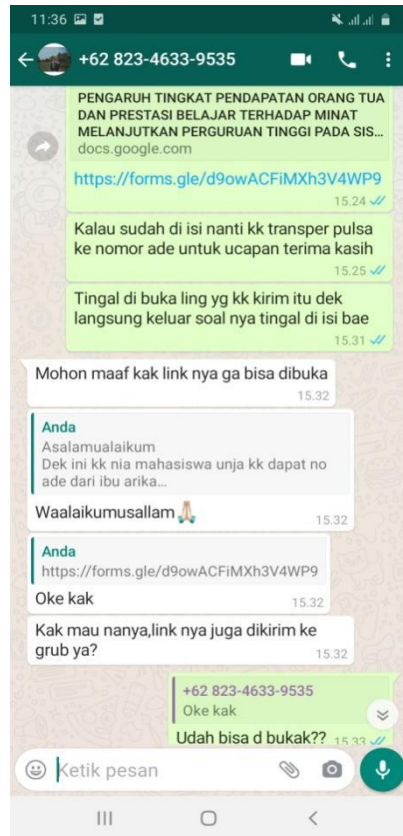 11:36
+62 823-4633-9535
PENGARUH TINGKAT PENDAPATAN ORANG TUA
DAN PRESTASI BELAJAR TERHADAP MINAT
MELANJUTKAN PERGURUAN TINGGI PADA SIS...
docs.google.com
https://forms.gle/d9owACFiMXh3V4WP9
15.24
Kalau sudah di isi nanti kk transper pulsa
ke nomor ade untuk ucapan terima kasih
15.25
Tingal di buka ling yg kk kirim itu dek
langsung keluar soal nya tingal di isi bae
15.31
Mohon maaf kak link nya ga bisa dibuka
15.32
Anda
Asalamualaikum
Dek ini kk nia mahasiswa unja kk dapat no
ade dari ibu arika...
Waalaikumusallam
15.32
Anda
https://forms.gle/d9owACFiMXh3V4WP9
Oke kak
15.32
Kak mau nanya,link nya juga dikirim ke
grub ya?
15.32
+62 823-4633-9535
Oke kak
Udah bisa d bukak??
15.33
Ketik pesan